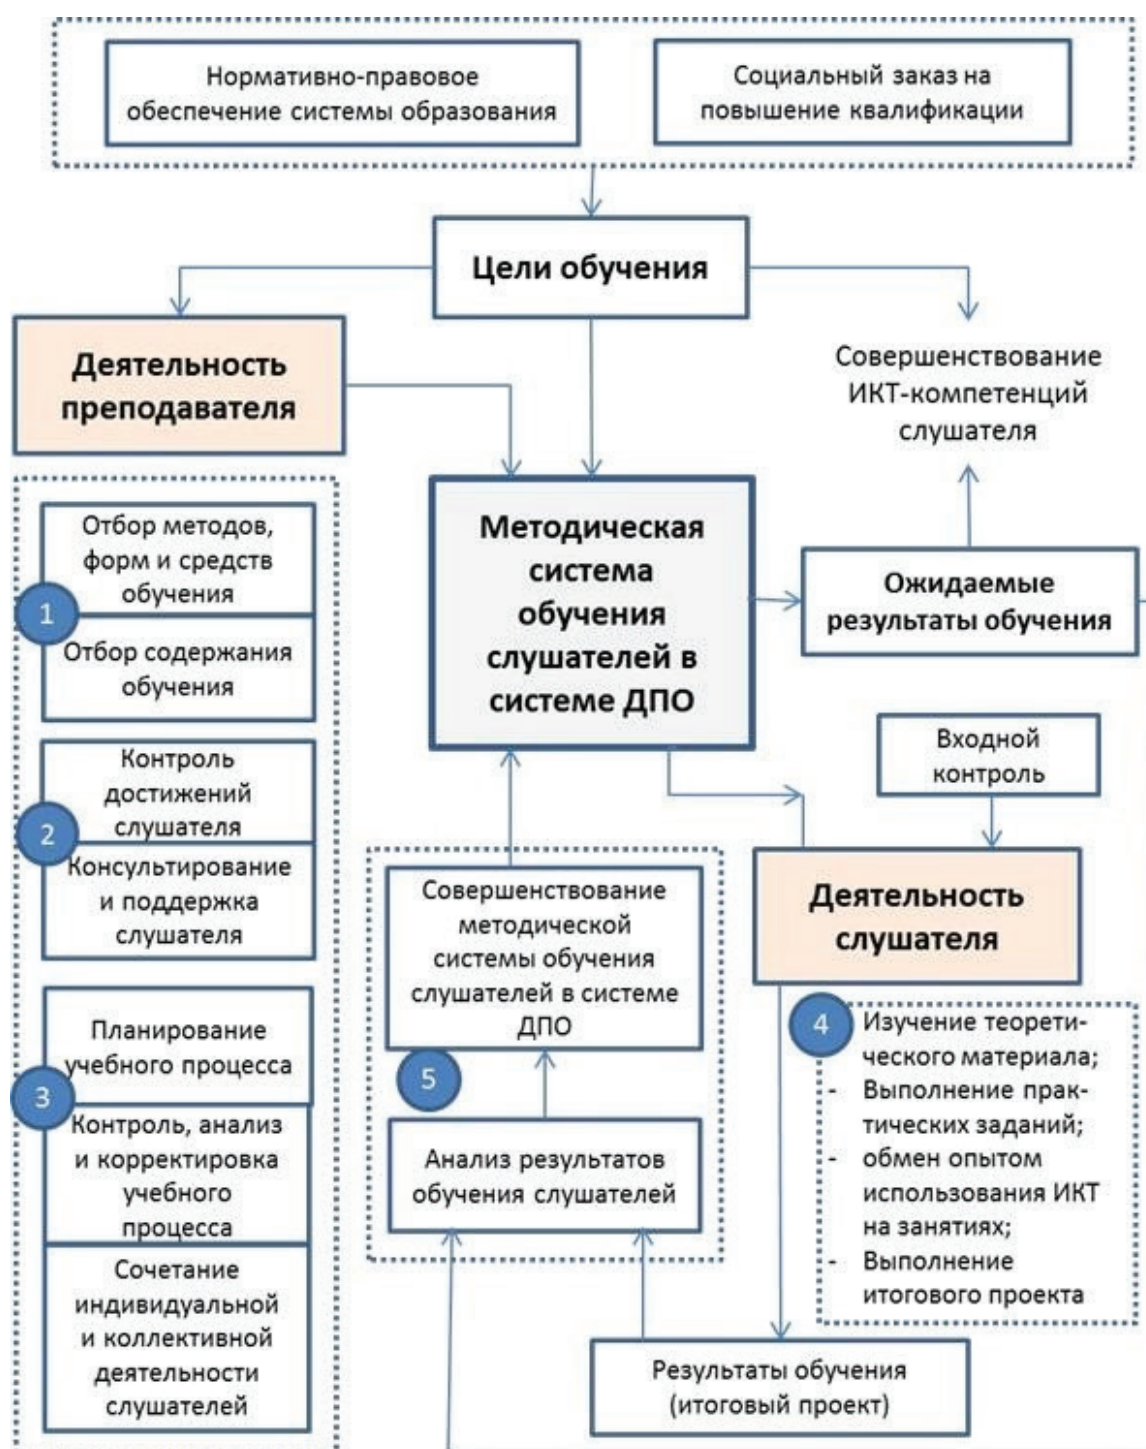 Нормативно-правовое
обеспечение системы образования
Социальный заказ на
повышение квалификации
Цели обучения
Деятельность
преподавателя
Совершенствование
ИКТ-компетенций
слушателя
Отбор методов,
форм и средств
обучения
1
Отбор содержания
обучения
Контроль
достижений
слушателя
2
Консультирование
и поддержка
слушателя
Планирование
учебного процесса
3
Контроль, анализ
и корректировка
учебного
процесса
Сочетание
индивидуальной
и коллективной
деятельности
слушателей
Методическая
система
обучения
слушателей в
системе ДПО
Ожидаемые
результаты обучения
Входной
контроль
Деятельность
слушателя
Совершенствование
методической
системы обучения
слушателей в системе
ДПО
5
Анализ результатов
обучения слушателей
4
Изучение теорети-
ческого материала;
- Выполнение прак-
тических заданий;
- обмен опытом
использования ИКТ
на занятиях;
- Выполнение
итогового проекта
Результаты обучения
(итоговый проект)